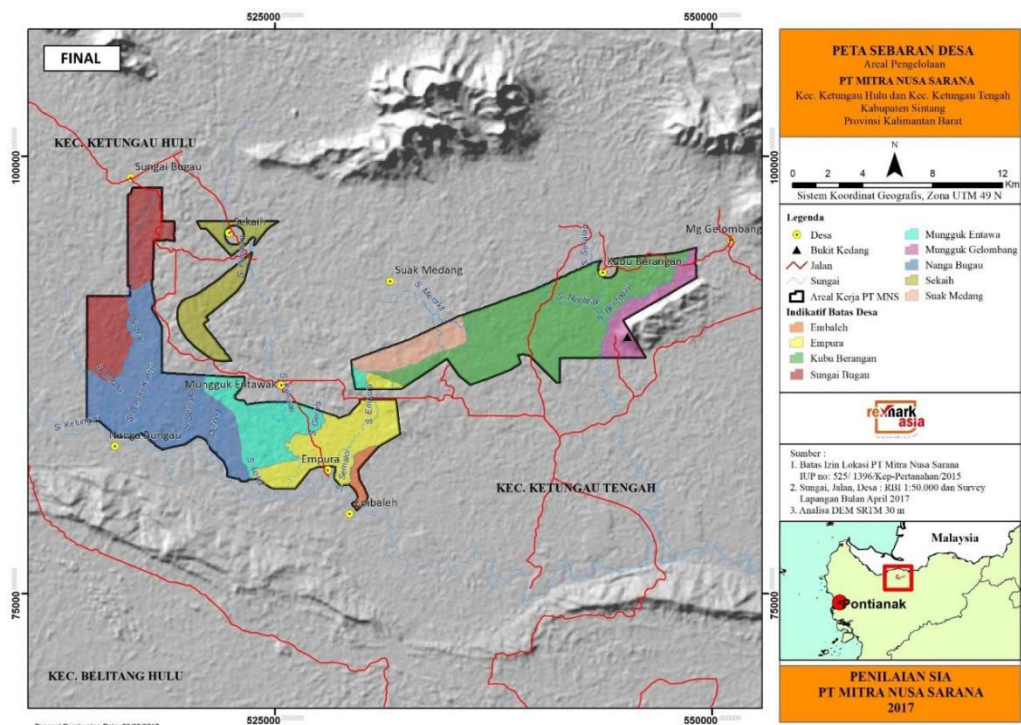 525000
550000
FINAL
KEC. KETUNGAU HULU
100000
100000
Sungai Bugau
Sekaih
Mg Gelombang
Suak Medang
Kubu Berangan
Mungguk Entawak
S. Ketungau
Nanga Bungau
Empura
Embaleh
KEC. KETUNGAU TENGAH
75000
75000
KEC. BELITANG HULU
525000
550000
PETA SEBARAN DESA
Areal Pengelolaan
PT MITRA NUSA SARANA
Kec. Ketungau Hulu dan Kec. Ketungau Tengah
Kabupaten Sintang
Provinsi Kalimantan Barat
N
0 2 4 8 12
Km
Sistem Koordinat Geografis, Zona UTM 49 N
Legenda
Desa
Bukit Kedang
Jalan
Sungai
Areal Kerja PT MNS
Indikatif Batas Desa
Embaleh
Empura
Kubu Berangan
Sungai Bugau
Mungguk Entawa
Mungguk Gelombang
Nanga Bugau
Sekaih
Suak Medang
re.mark
asia
Sumber :
1. Batas Izin Lokasi PT Mitra Nusa Sarana
IUP no: 525/ 1396/Kep-Pertanahan/2015
2. Sungai, Jalan, Desa : RBI 1:50.000 dan Survey
Lapangan Bulan April 2017
3. Analisa DEM SRTM 30 m
Malaysia
Pontianak
PENILAIAN SIA
PT MITRA NUSA SARANA
2017